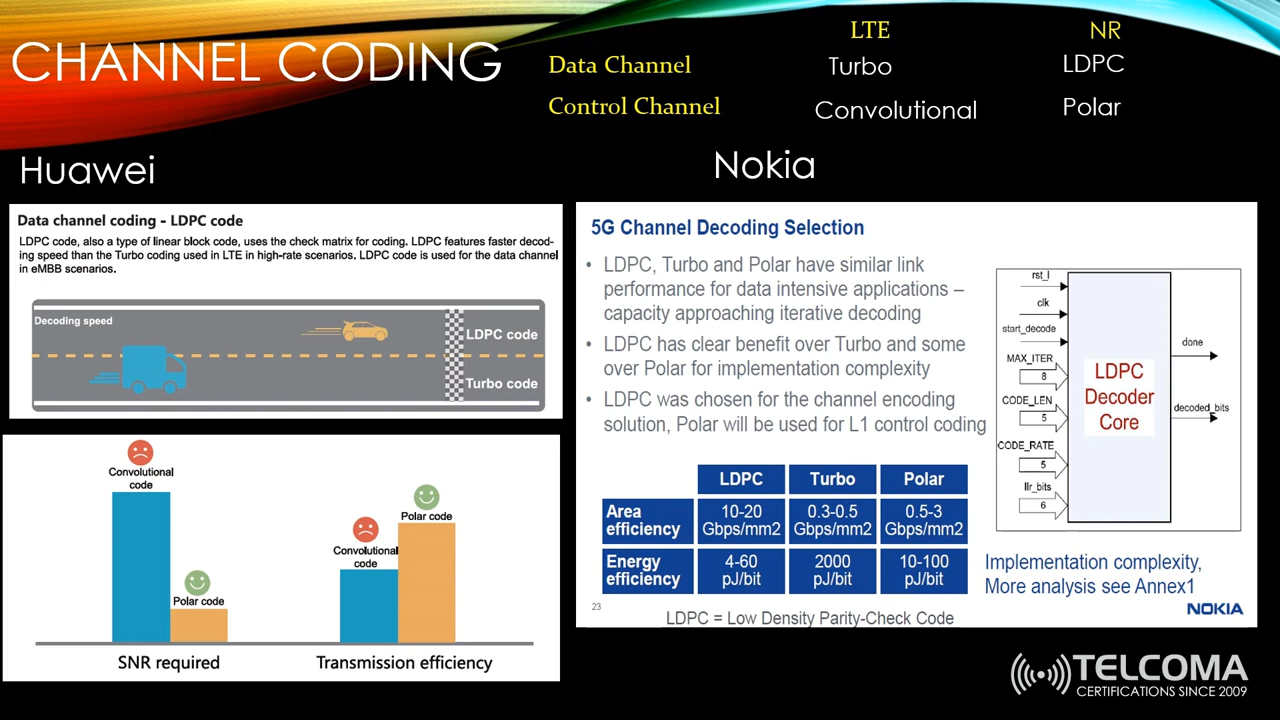 CHANNEL CODING
LTE NR
Data Channel Turbo LDPC
Control Channel Convolutional Polar
Huawei
Data channel coding - LDPC code
LDPC code, also a type of linear block code, uses the check matrix for coding. LDPC features faster decod-
ing speed than the Turbo coding used in LTE in high-rate scenarios. LDPC code is used for the data channel
in eMBB scenarios.
Decoding speed
LDPC code
Turbo code
Convolutional
code
Polar code
Convolutional
code
Polar code
SNR required
Transmission efficiency
Nokia
5G Channel Decoding Selection
• LDPC, Turbo and Polar have similar link
performance for data intensive applications –
capacity approaching iterative decoding
• LDPC has clear benefit over Turbo and some
over Polar for implementation complexity
• LDPC was chosen for the channel encoding
solution, Polar will be used for L1 control coding
LDPC Turbo Polar
Area
efficiency
10-20
Gbps/mm2
0.3-0.5
Gbps/mm2
0.5-3
Gbps/mm2
Energy
efficiency
4-60
pJ/bit
2000
pJ/bit
10-100
pJ/bit
rst_i
clk
start_decode
MAX_ITER
8
CODE_LEN
5
CODE_RATE
5
llr_bits
6
LDPC
Decoder
Core
done
decoded_bits
Implementation complexity,
More analysis see Annex1
23
NOKIA
LDPC = Low Density Parity-Check Code
TELCOMA
CERTIFICATIONS SINCE 2009